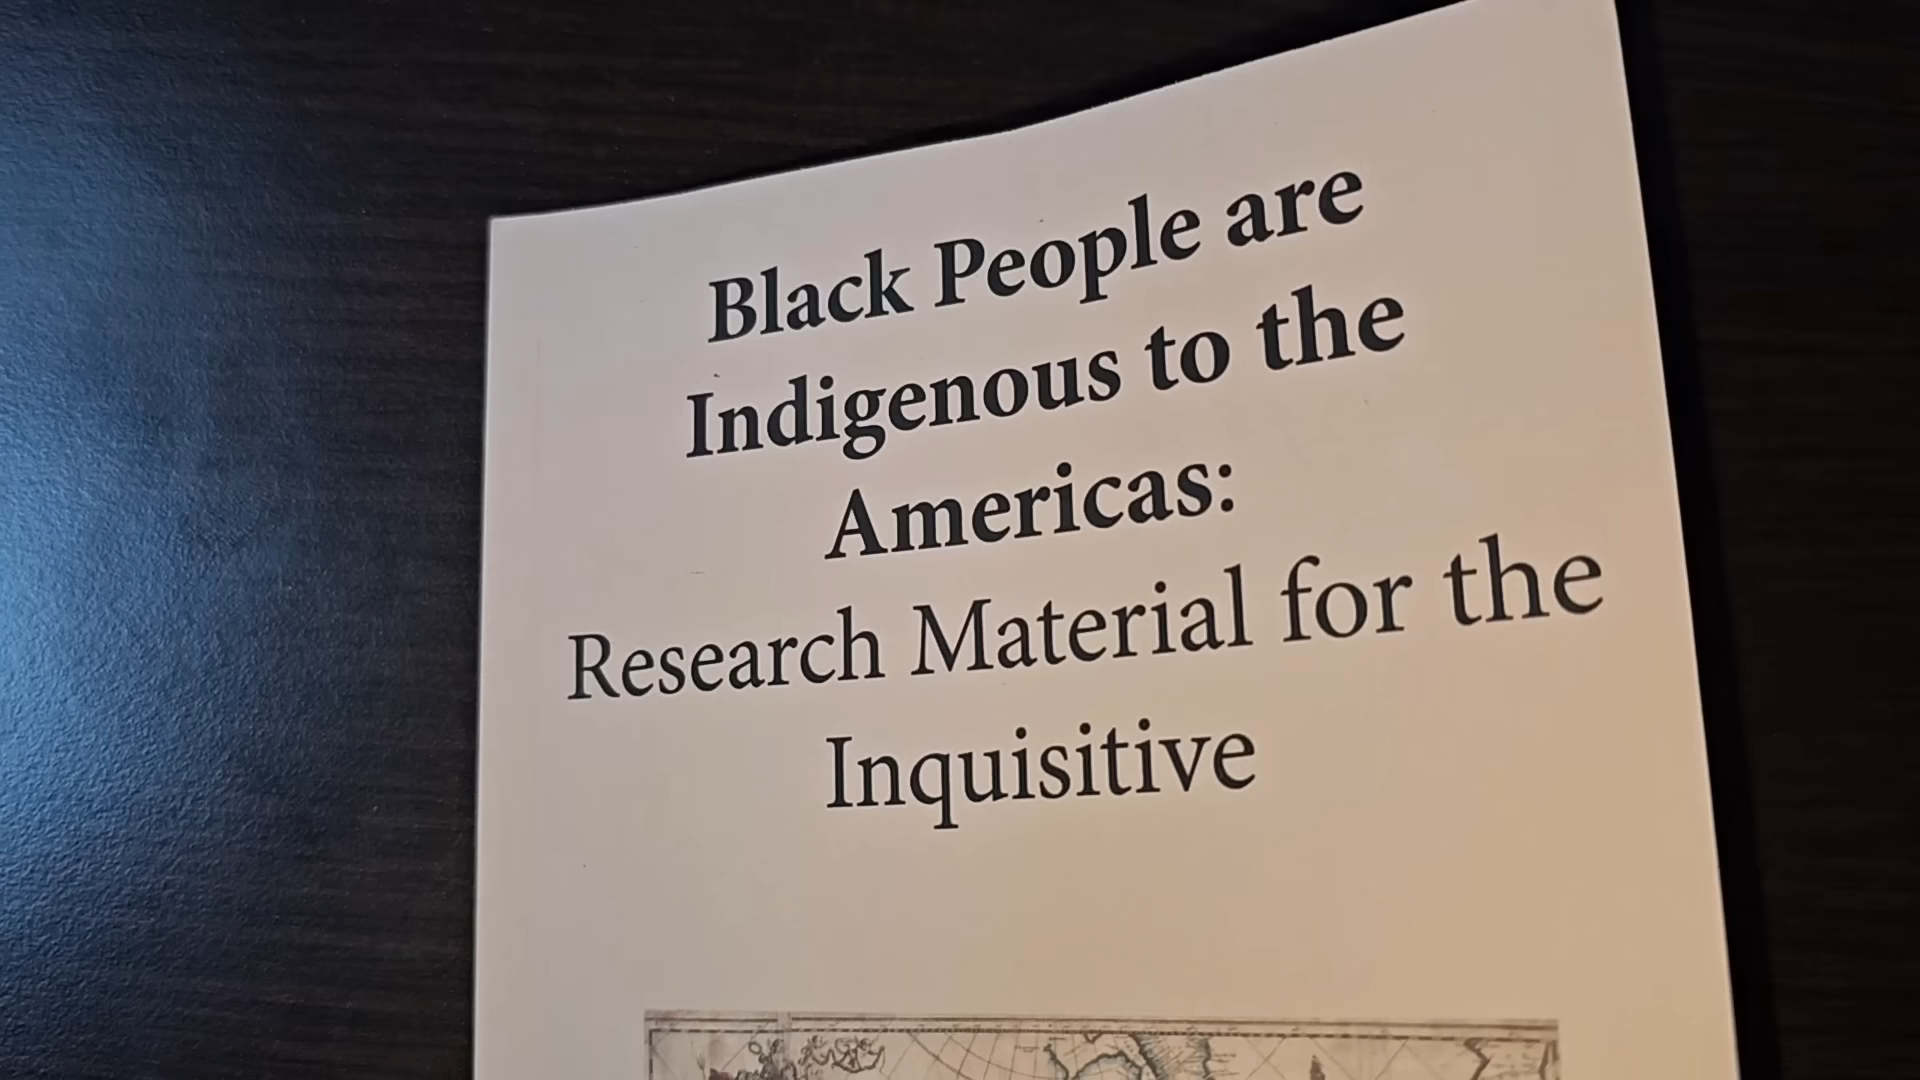 Black People are
Indigenous to the
Americas:
Research Material for the
Inquisitive